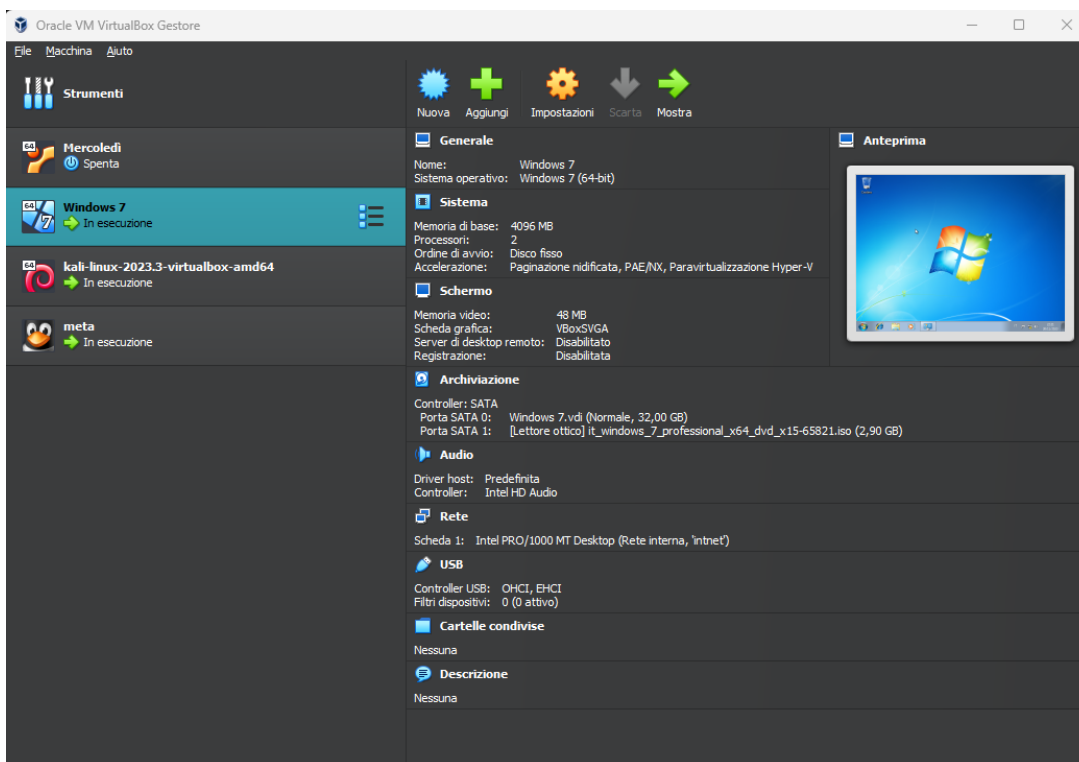 Oracle VM VirtualBox Gestore
File Macchina Aiuto
Strumenti
Nuova Aggiungi Impostazioni Scarta Mostra
64
Mercoledì
Spenta
64
Windows 7
In esecuzione
64
kali-linux-2023.3-virtualbox-amd64
In esecuzione
meta
In esecuzione
Generale
Nome: Windows 7
Sistema operativo: Windows 7 (64-bit)
Sistema
Memoria di base: 4096 MB
Processori: 2
Ordine di avvio: Disco fisso
Accelerazione: Paginazione nidificata, PAE/NX, Paravirtualizzazione Hyper-V
Schermo
Memoria video: 48 MB
Scheda grafica: VBoxSVGA
Server di desktop remoto: Disabilitato
Registrazione: Disabilitata
Anteprima
Archiviazione
Controller: SATA
Porta SATA 0: Windows 7.vdi (Normale, 32,00 GB)
Porta SATA 1: [Lettore ottico] it_windows_7_professional_x64_dvd_x15-65821.iso (2,90 GB)
Audio
Driver host: Predefinita
Controller: Intel HD Audio
Rete
Scheda 1: Intel PRO/1000 MT Desktop (Rete interna, 'intnet')
USB
Controller USB: OHCI, EHCI
Filtri dispositivi: 0 (0 attivo)
Cartelle condivise
Nessuna
Descrizione
Nessuna